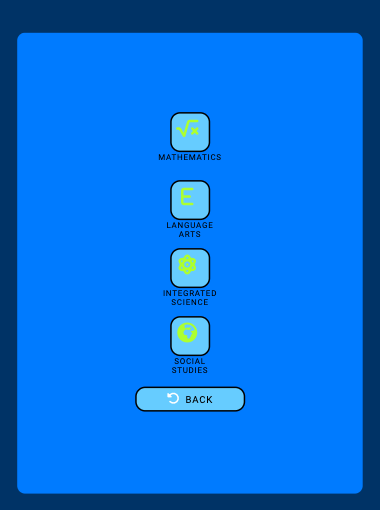 √x
MATHEMATICS
E
LANGUAGE
ARTS
INTEGRATED
SCIENCE
SOCIAL
STUDIES
BACK